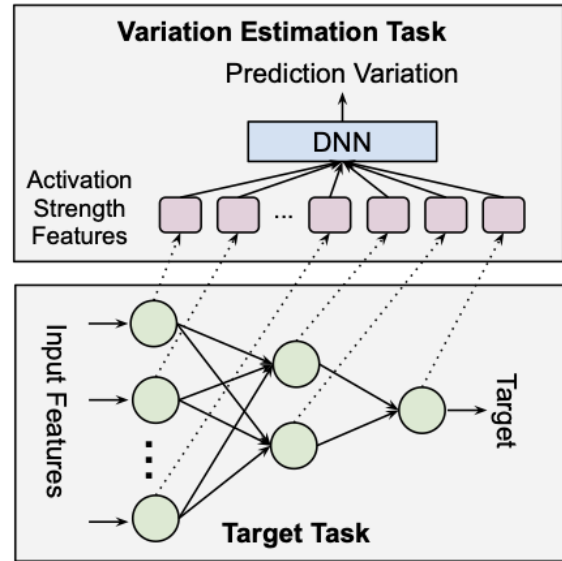 Variation Estimation Task
Prediction Variation
DNN
Activation
Strength
Features
...
Input Features
...
Target
Target Task